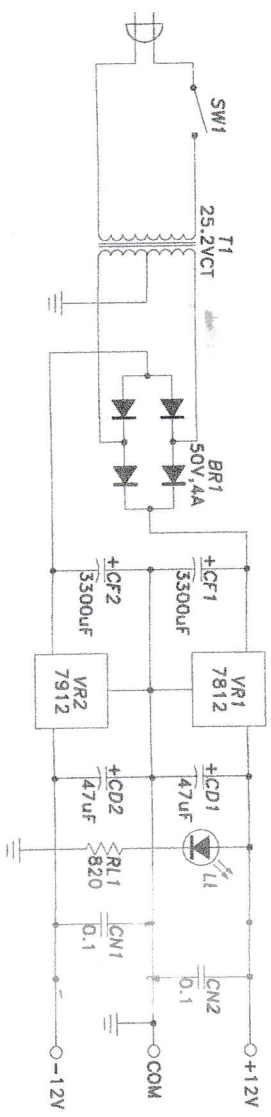 SW1
T1
25.2VCT
BR1
50V,4A
+CF1
3300uF
+CF2
3300uF
VR1
7812
VR2
7912
+CD1
47uF
+CD2
47uF
L1
RL1
820
CN1
0.1
CN2
0.1
+12V
COM
-12V